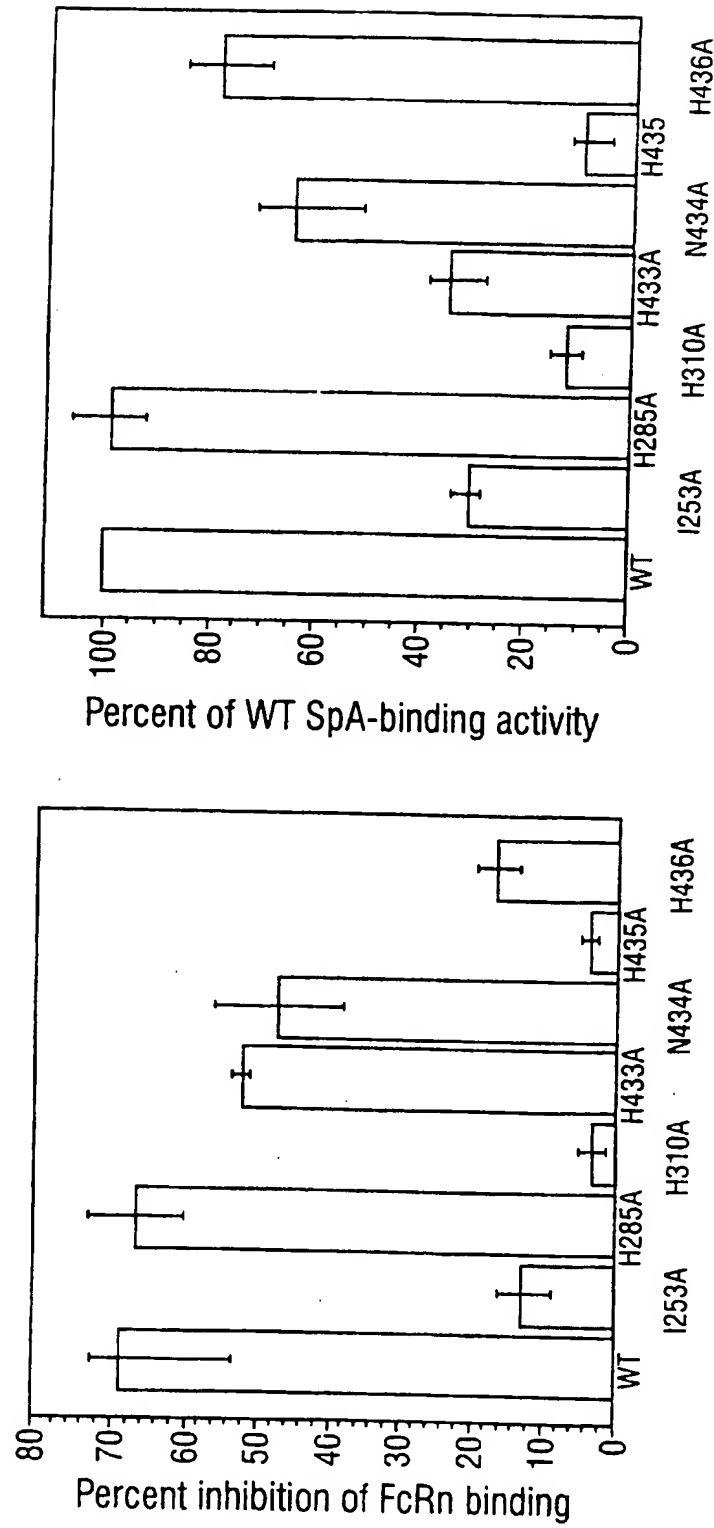 Percent of WT SpA-binding activity
100
80
60
40
20
0
WT
I253A
H285A
H310A
H433A
N434A
H435
H436A
Percent inhibition of FcRn binding
80
70
60
50
40
30
20
10
0
WT
I253A
H285A
H310A
H433A
N434A
H435A
H436A